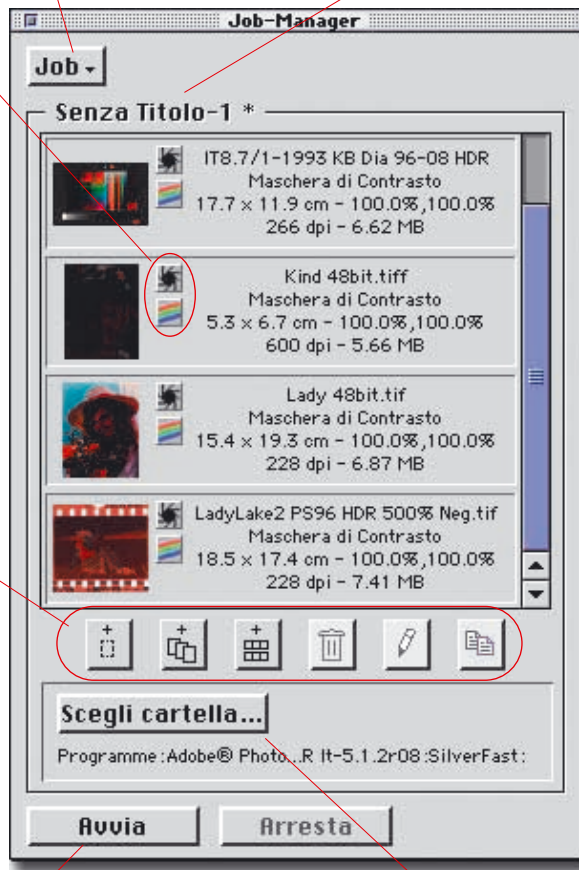 Job-Manager
Job
Senza Titolo-1 *
IT8.7/1-1993 KB Dia 96-08 HDR
Maschera di Contrasto
17.7 x 11.9 cm - 100.0%,100.0%
266 dpi - 6.62 MB
Kind 48bit.tiff
Maschera di Contrasto
5.3 x 6.7 cm - 100.0%,100.0%
600 dpi - 5.66 MB
Lady 48bit.tif
Maschera di Contrasto
15.4 x 19.3 cm - 100.0%,100.0%
228 dpi - 6.87 MB
LadyLake2 PS96 HDR 500% Neg.tif
Maschera di Contrasto
18.5 x 17.4 cm - 100.0%,100.0%
228 dpi - 7.41 MB
Scegli cartella...
Programme:Adobe® Photo...R It-5.1.2r08:SilverFast:
Avvia Arresta